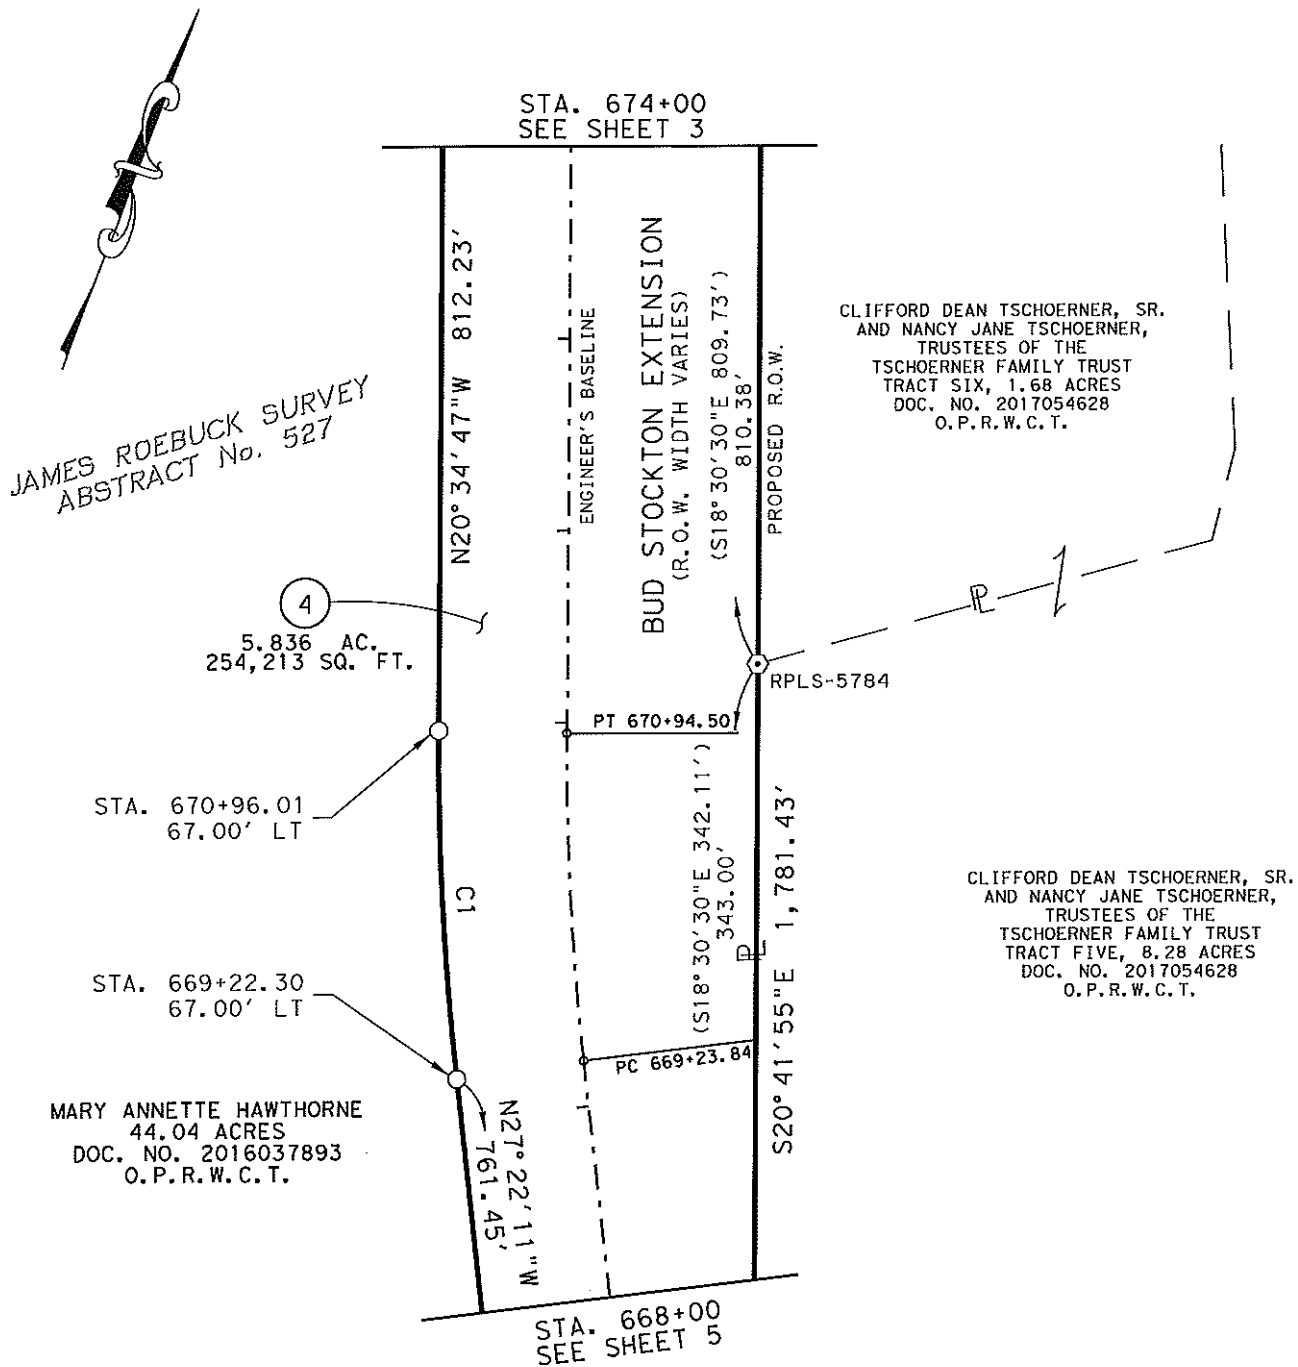 STA. 674+00
SEE SHEET 3
N20°34'47"W 812.23'
ENGINEER'S BASELINE
BUD STOCKTON EXTENSION
(R.O.W. WIDTH VARIES)
(S18°30'30"E 809.73')
810.38'
PROPOSED R.O.W.
CLIFFORD DEAN TSCHOERNER, SR.
AND NANCY JANE TSCHOERNER,
TRUSTEES OF THE
TSCHOERNER FAMILY TRUST
TRACT SIX, 1.68 ACRES
DOC. NO. 2017054628
O.P.R.W.C.T.
JAMES ROEBUCK SURVEY
ABSTRACT No. 527
4
5.836 AC.
254,213 SQ. FT.
PL
RPLS-5784
PT 670+94.50
STA. 670+96.01
67.00' LT
C1
(S18°30'30"E 342.11')
343.00'
PL
S20°41'55"E 1,781.43'
CLIFFORD DEAN TSCHOERNER, SR.
AND NANCY JANE TSCHOERNER,
TRUSTEES OF THE
TSCHOERNER FAMILY TRUST
TRACT FIVE, 8.28 ACRES
DOC. NO. 2017054628
O.P.R.W.C.T.
STA. 669+22.30
67.00' LT
PC 669+23.84
MARY ANNETTE HAWTHORNE
44.04 ACRES
DOC. NO. 2016037893
O.P.R.W.C.T.
N27°22'11"W
761.45'
STA. 668+00
SEE SHEET 5